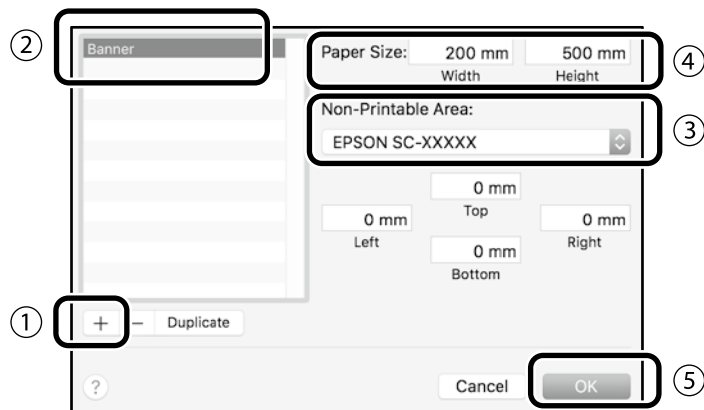 ②
Banner
Paper Size: 200 mm 500 mm
Width Height
④
Non-Printable Area:
EPSON SC-XXXXX
③
0 mm
Top
0 mm 0 mm
Left Right
0 mm
Bottom
①
+ − Duplicate
? Cancel OK
⑤